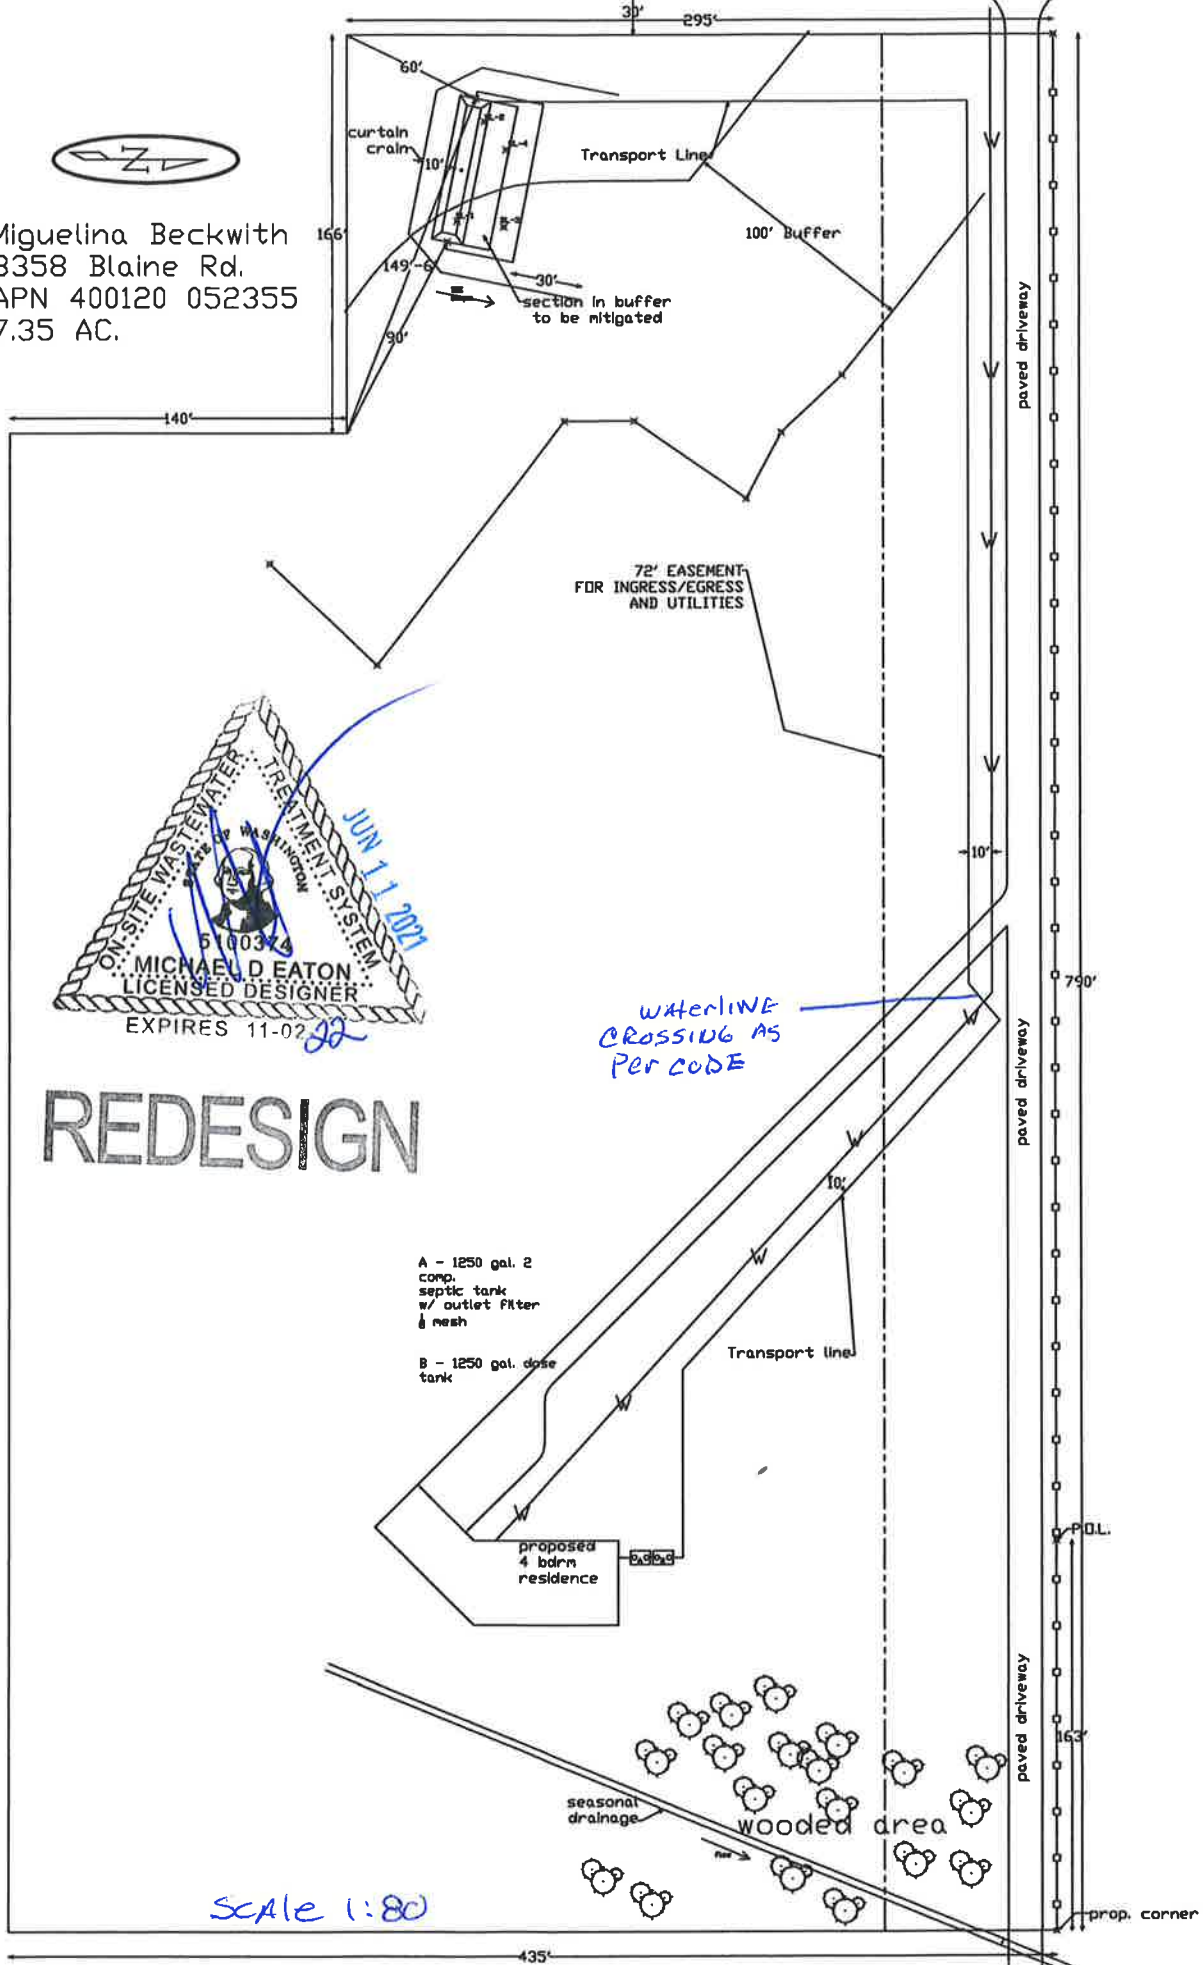 30'
295'
60'
curtain
crain
10'
Transport Line
166'
100' Buffer
149'-6
30'
section in buffer
to be mitigated
90'
N
Miguelina Beckwith
8358 Blaine Rd.
APN 400120 052355
7.35 AC.
140'
W
paved driveway
W
W
72' EASEMENT
FOR INGRESS/EGRESS
AND UTILITIES
W
10'
790'
ON-SITE WASTEWATER TREATMENT SYSTEM
STATE OF WASHINGTON
5100374
MICHAEL D EATON
LICENSED DESIGNER
EXPIRES 11-02 22
JUN 11 2021
WAterliNE
CROSSING AS
Per CODE
W
paved driveway
REDESIGN
W
10'
W
A - 1250 gal. 2
comp.
septic tank
w/ outlet filter
mesh
B - 1250 gal. dose
tank
Transport line
W
W
proposed
4 bdrm
residence
P.O.L.
paved driveway
163'
seasonal
drainage
wooded area
flow
SCAle 1:80
prop. corner
435'